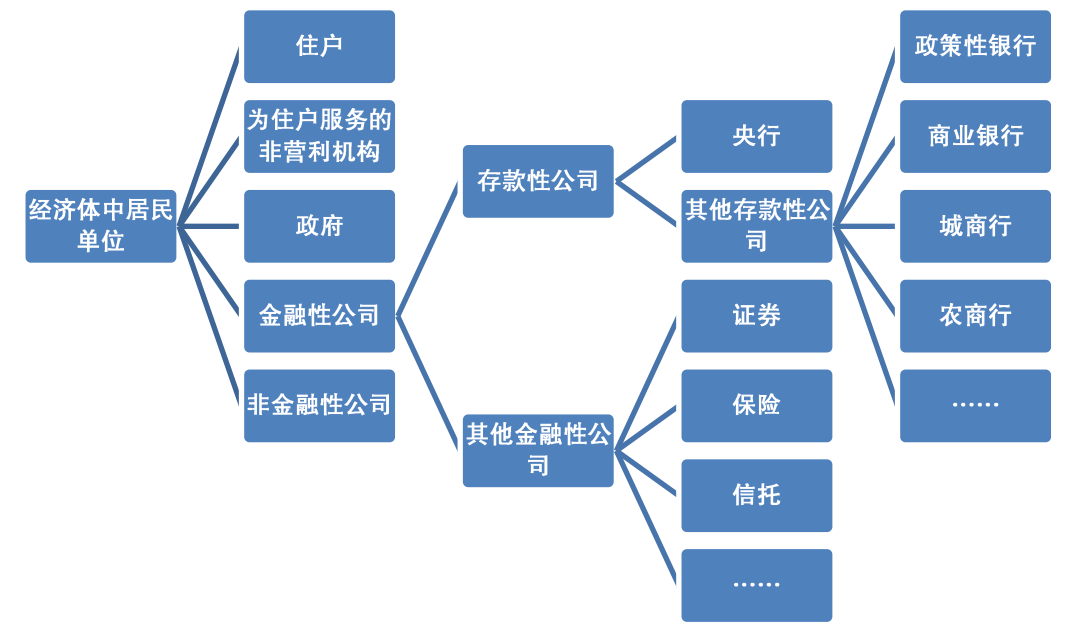 经济体中居民
单位
住户
为住户服务的
非营利机构
政府
金融性公司
非金融性公司
存款性公司
其他金融性公
司
央行
其他存款性公
司
证券
保险
信托
……
政策性银行
商业银行
城商行
农商行
……